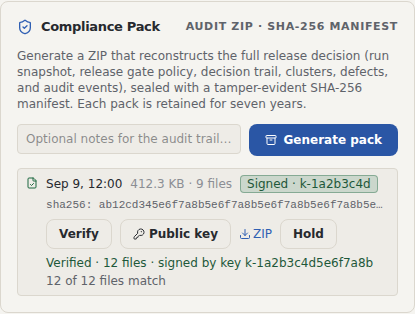 Compliance Pack
AUDIT ZIP · SHA-256 MANIFEST
Generate a ZIP that reconstructs the full release decision (run
snapshot, release gate policy, decision trail, clusters, defects,
and audit events), sealed with a tamper-evident SHA-256
manifest. Each pack is retained for seven years.
Optional notes for the audit trail…
Generate pack
Sep 9, 12:00 412.3 KB · 9 files Signed · k-1a2b3c4d
sha256: ab12cd345e6f7a8b5e6f7a8b5e6f7a8b5e6f7a8b5e…
Verify Public key ZIP Hold
Verified · 12 files · signed by key k-1a2b3c4d5e6f7a8b
12 of 12 files match